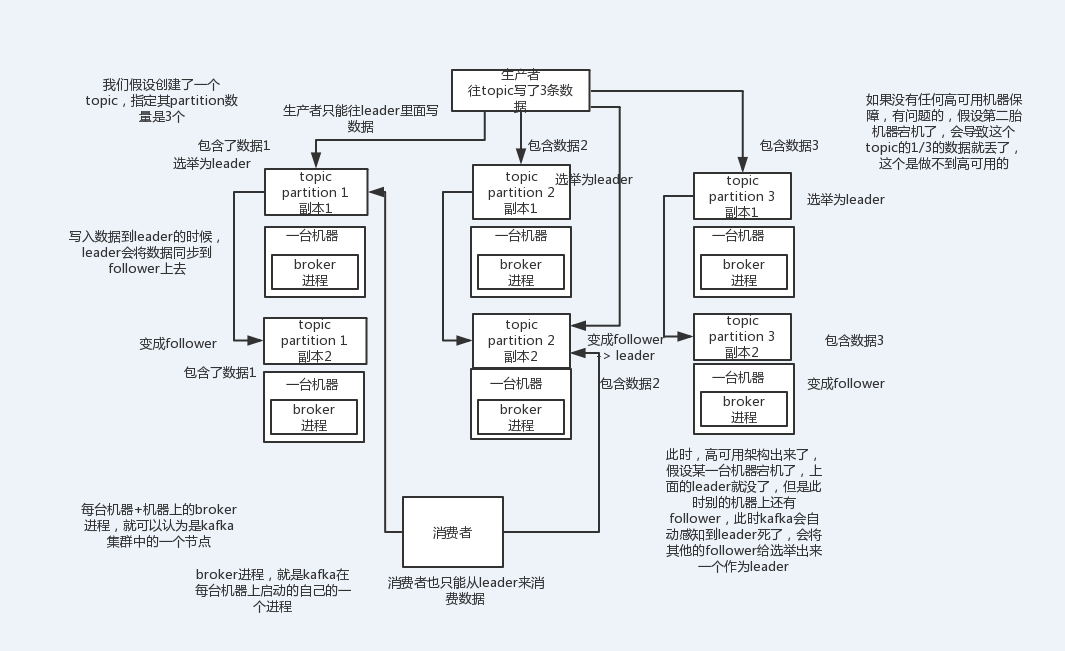 生产者
往topic写了3条数
据
我们假设创建了一个
topic，指定其partition数
量是3个
生产者只能往leader里面写
数据
如果没有任何高可用机器保
障，有问题的，假设第二胎
机器宕机了，会导致这个
topic的1/3的数据就丢了，
这个是做不到高可用的
包含了数据1
选举为leader
包含数据2
选举为leader
包含数据3
选举为leader
topic
partition 1
副本1
topic
partition 2
副本1
topic
partition 3
副本1
写入数据到leader的时候，
leader会将数据同步到
follower上去
一台机器
broker
进程
一台机器
broker
进程
一台机器
broker
进程
变成follower
包含了数据1
topic
partition 1
副本2
topic
partition 2
副本2
变成follower
-> leader
包含数据2
topic
partition 3
副本2
包含数据3
变成follower
一台机器
broker
进程
一台机器
broker
进程
一台机器
broker
进程
此时，高可用架构出来了，
假设某一台机器宕机了，上
面的leader就没了，但是此
时别的机器上还有
follower，此时kafka会自
动感知到leader死了，会将
其他的follower给选举出来
一个作为leader
每台机器+机器上的broker
进程，就可以认为是kafka
集群中的一个节点
消费者
broker进程，就是kafka在
每台机器上启动的自己的一
个进程
消费者也只能从leader来消
费数据